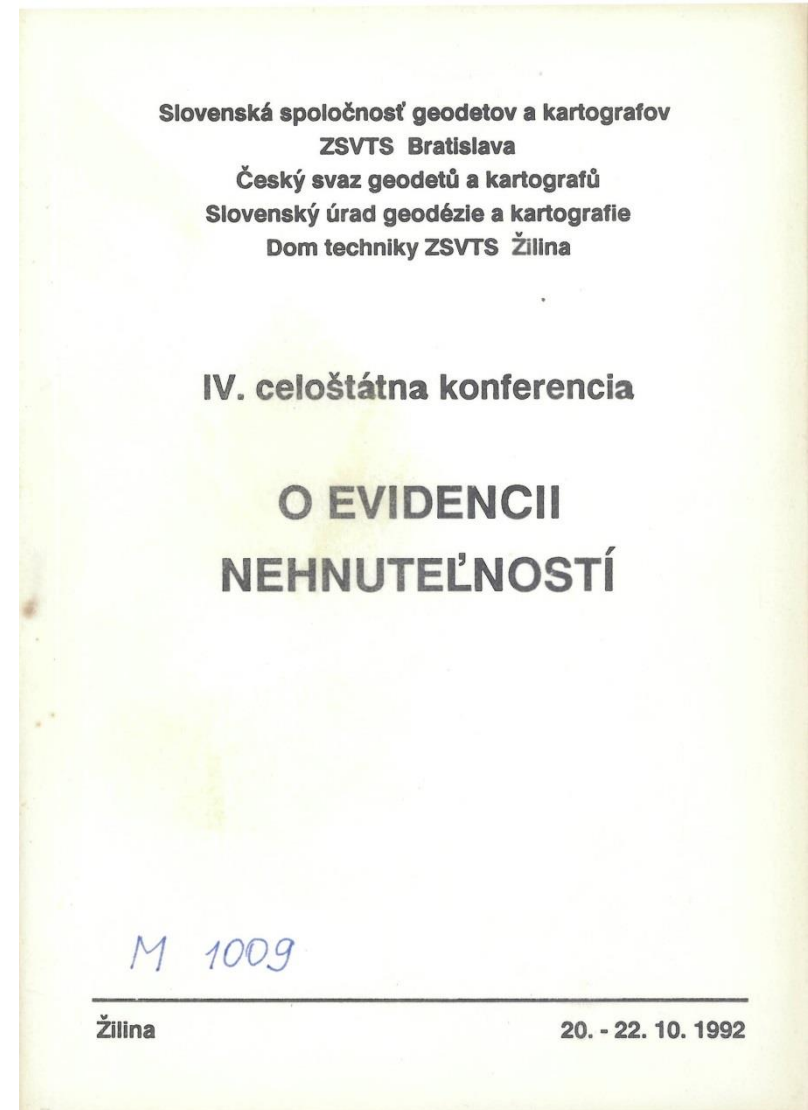 Slovenská spoločnosť geodetov a kartografov
ZSVTS Bratislava
Český svaz geodetů a kartografů
Slovenský úrad geodézie a kartografie
Dom techniky ZSVTS Žilina
IV. celoštátna konferencia
O EVIDENCII
NEHNUTEĽNOSTÍ
M 1009
Žilina 20. - 22. 10. 1992